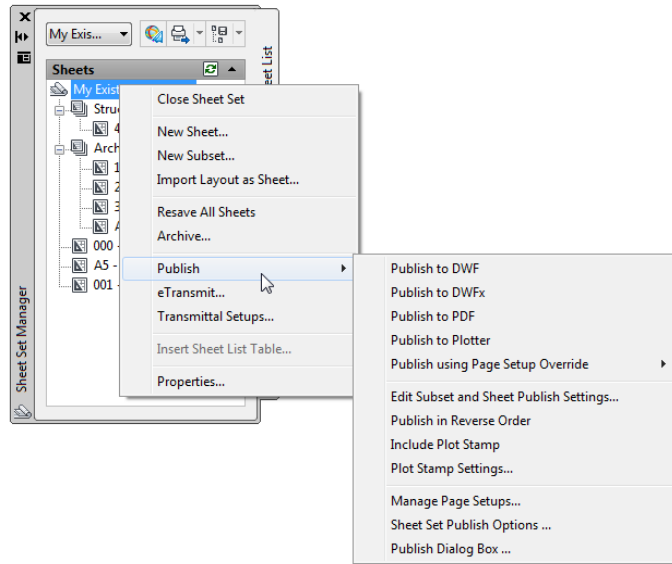 My Exis...
Sheets
My Exist
Stru
4
Arch
1
2
3
A
000 -
A5 -
001 -
eet List
Sheet Set Manager
Close Sheet Set
New Sheet...
New Subset...
Import Layout as Sheet...
Resave All Sheets
Archive...
Publish
eTransmit...
Transmittal Setups...
Insert Sheet List Table...
Properties...
Publish to DWF
Publish to DWFx
Publish to PDF
Publish to Plotter
Publish using Page Setup Override
Edit Subset and Sheet Publish Settings...
Publish in Reverse Order
Include Plot Stamp
Plot Stamp Settings...
Manage Page Setups...
Sheet Set Publish Options ...
Publish Dialog Box ...